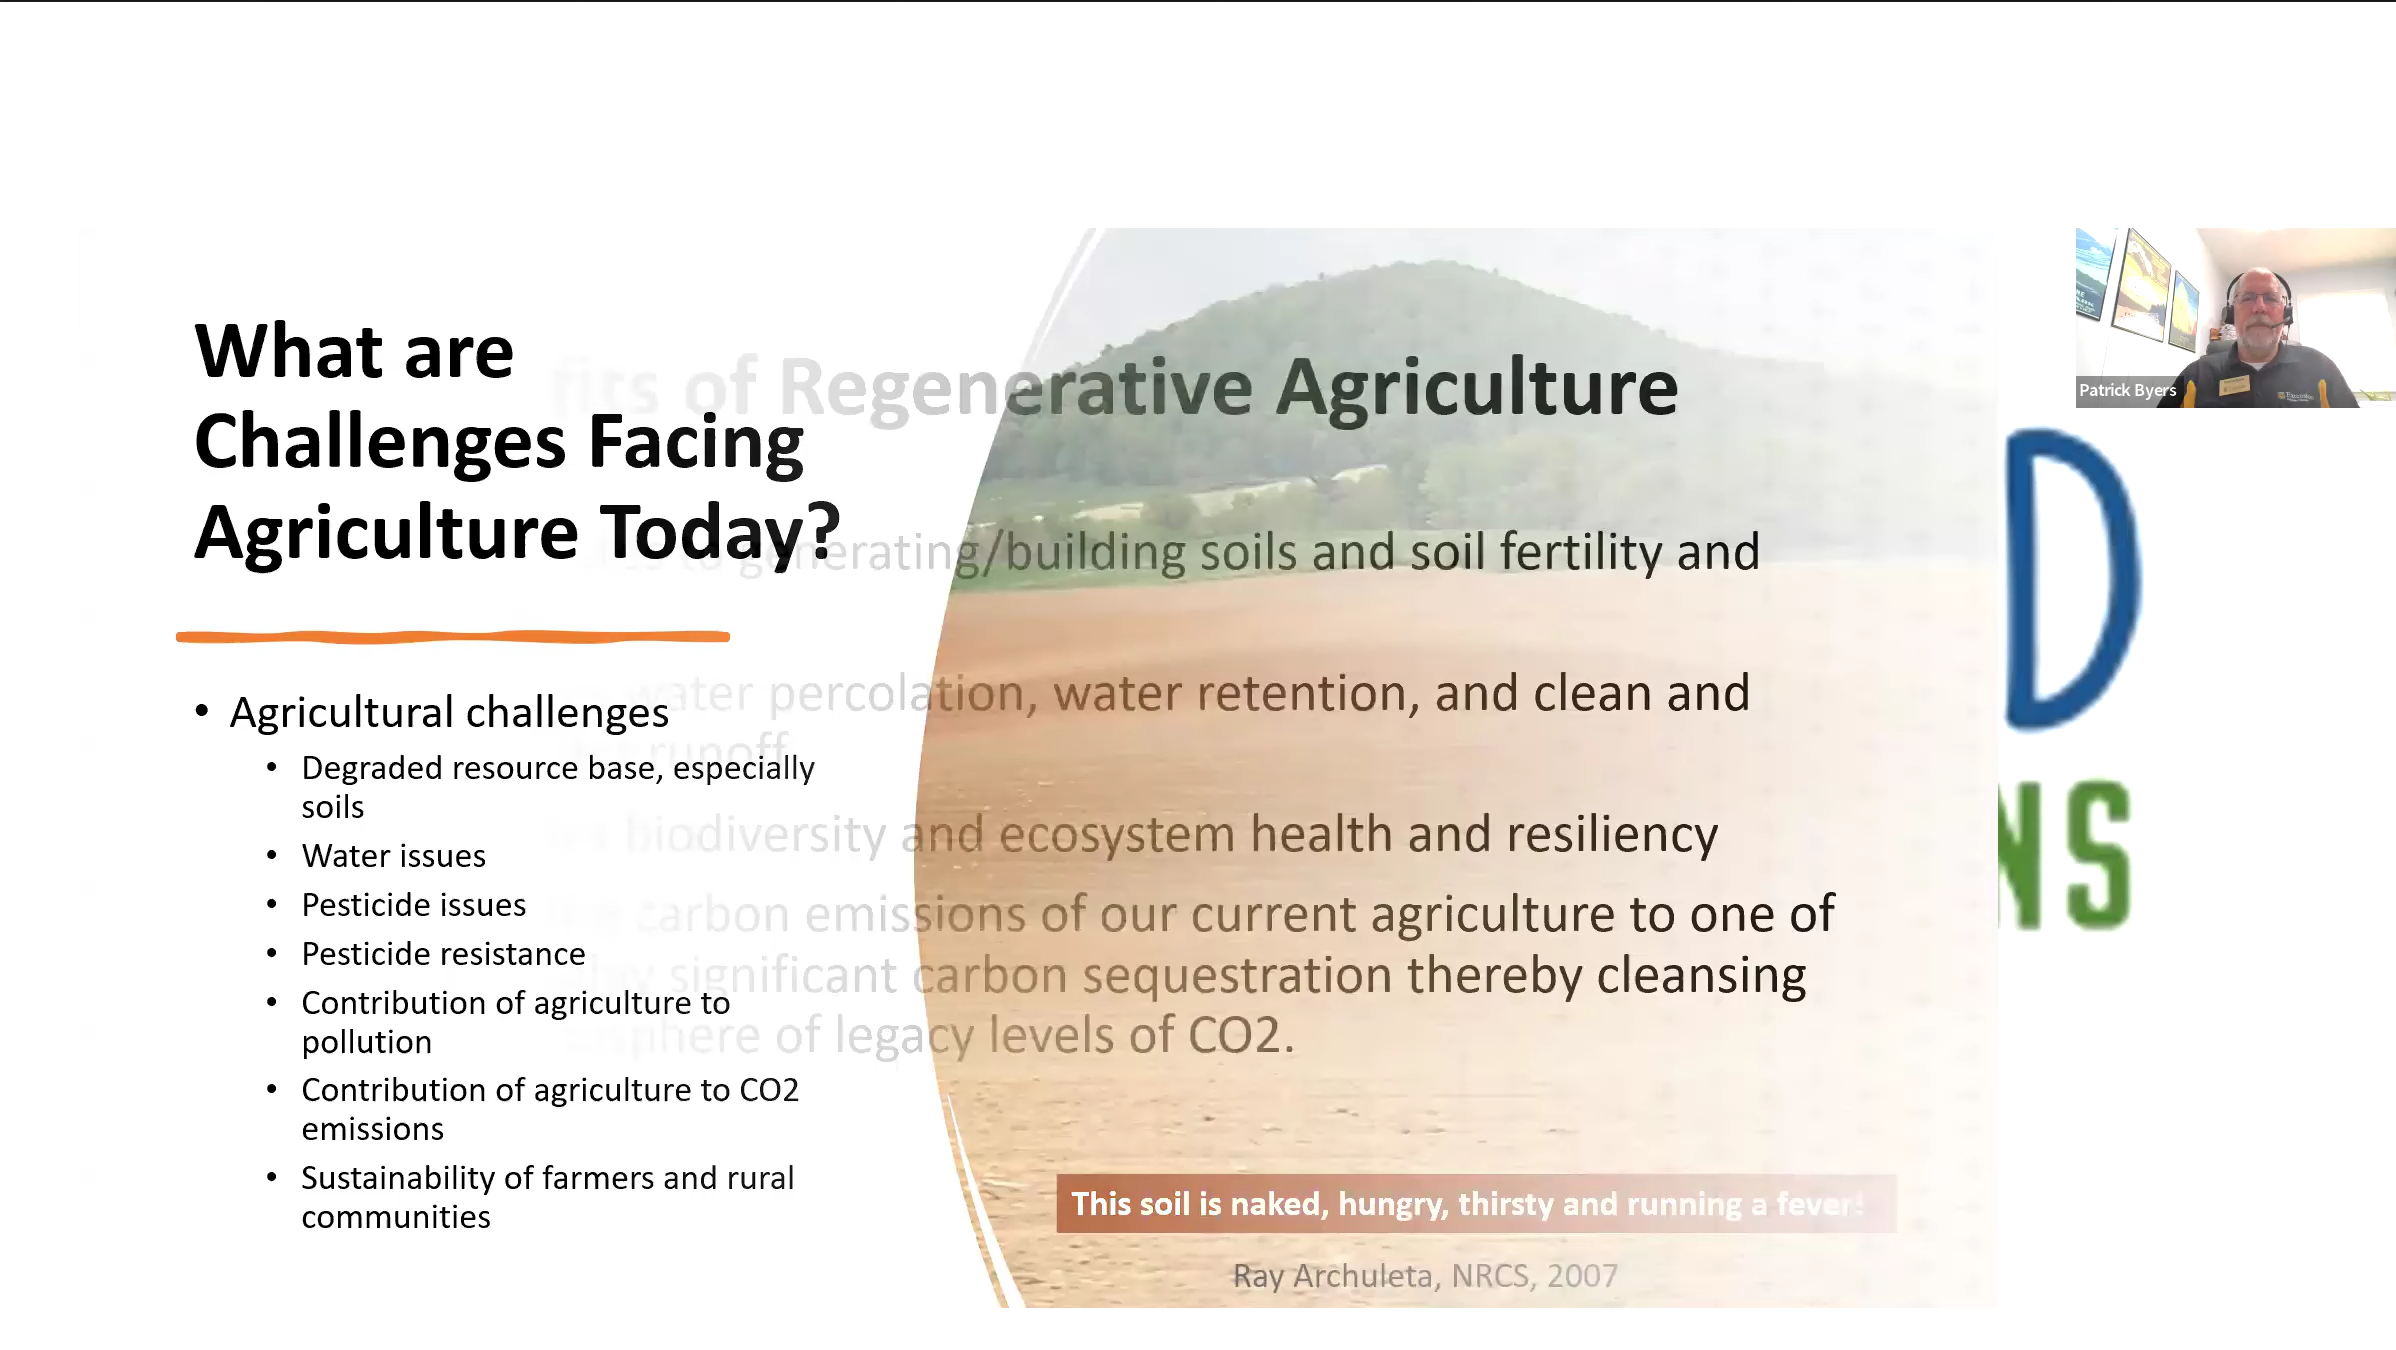 What are
Challenges Facing
Agriculture Today?
• Agricultural challenges
• Degraded resource base, especially
soils
• Water issues
• Pesticide issues
• Pesticide resistance
• Contribution of agriculture to
pollution
• Contribution of agriculture to CO2
emissions
• Sustainability of farmers and rural
communities
of Regenerative Agriculture
generating/building soils and soil fertility and
water percolation, water retention, and clean and
runoff
biodiversity and ecosystem health and resiliency
carbon emissions of our current agriculture to one of
significant carbon sequestration thereby cleansing
of legacy levels of CO2.
This soil is naked, hungry, thirsty and running a fever!
Ray Archuleta, NRCS, 2007
Patrick Byers
D
NS